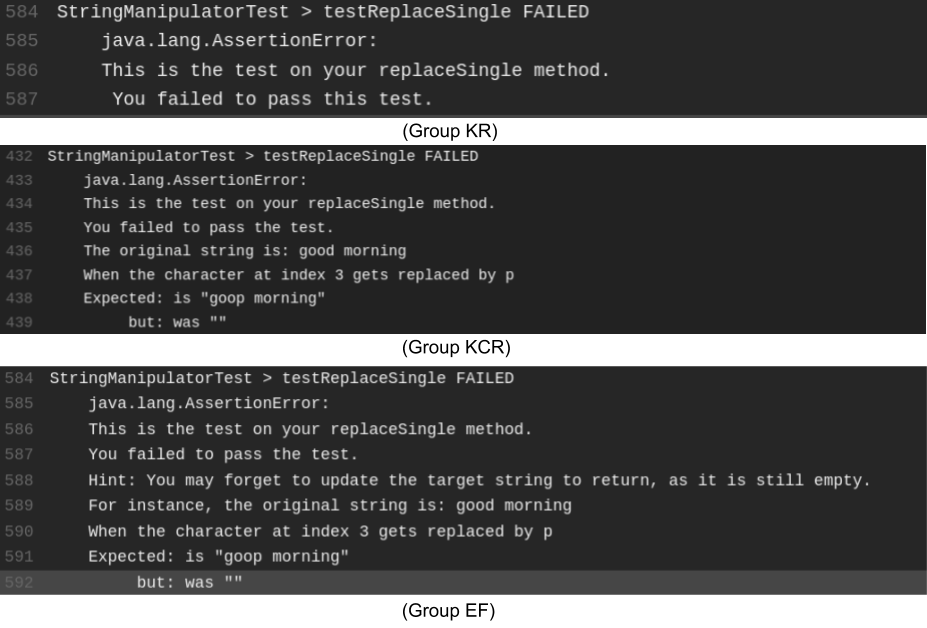 584 StringManipulatorTest > testReplaceSingle FAILED
585 java.lang.AssertionError:
586 This is the test on your replaceSingle method.
587 You failed to pass this test.
(Group KR)
432 StringManipulatorTest > testReplaceSingle FAILED
433 java.lang.AssertionError:
434 This is the test on your replaceSingle method.
435 You failed to pass the test.
436 The original string is: good morning
437 When the character at index 3 gets replaced by p
438 Expected: is "goop morning"
439 but: was ""
(Group KCR)
584 StringManipulatorTest > testReplaceSingle FAILED
585 java.lang.AssertionError:
586 This is the test on your replaceSingle method.
587 You failed to pass the test.
588 Hint: You may forget to update the target string to return, as it is still empty.
589 For instance, the original string is: good morning
590 When the character at index 3 gets replaced by p
591 Expected: is "goop morning"
592 but: was ""
(Group EF)